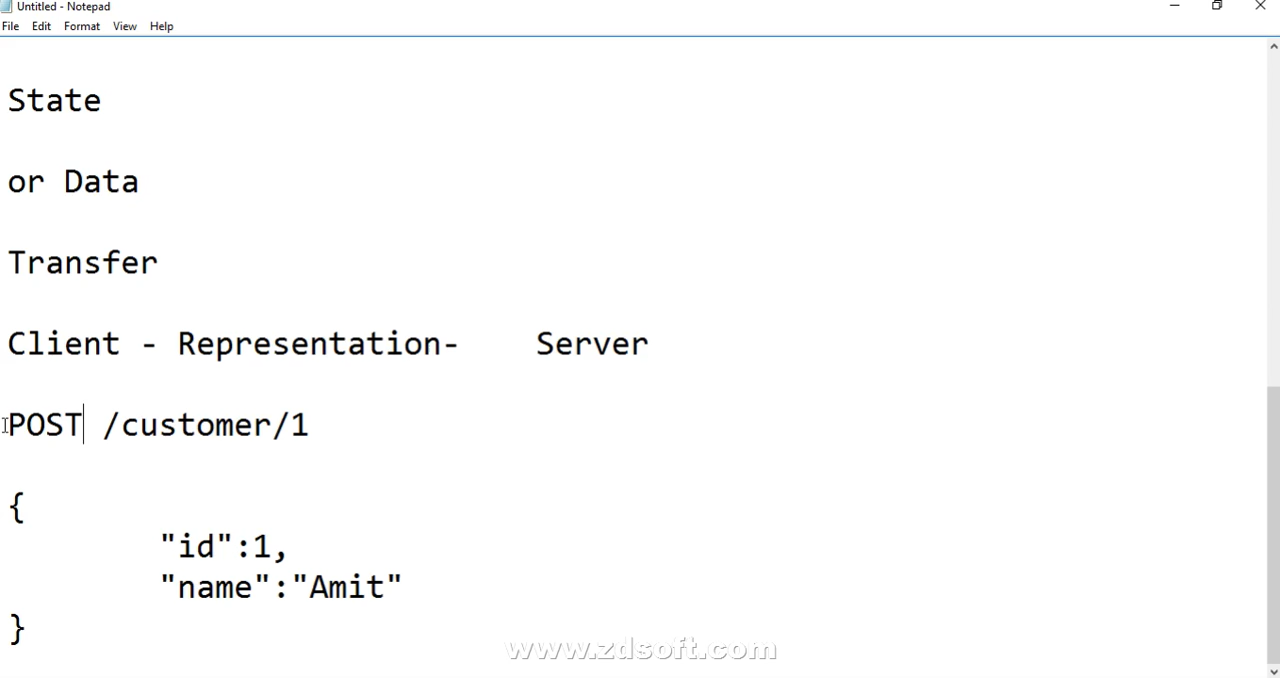 Untitled - Notepad
File Edit Format View Help
State
or Data
Transfer
Client - Representation- Server
POST /customer/1
{
"id":1,
"name":"Amit"
}
www.zdsoft.com